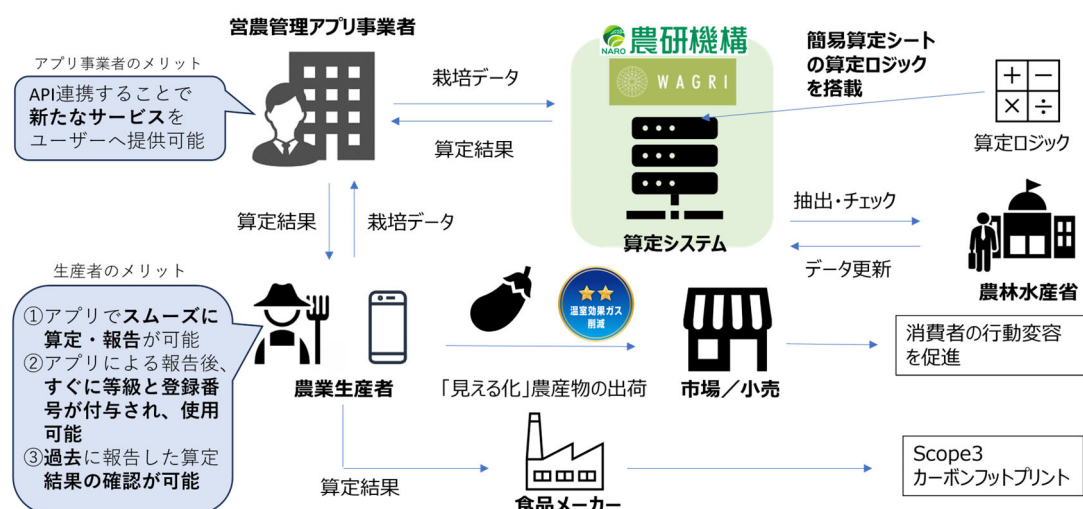 営農管理アプリ事業者
アプリ事業者のメリット
API連携することで
新たなサービスを
ユーザーへ提供可能
栽培データ
算定結果
NARO 農研機構
WAGRI
算定システム
簡易算定シート
の算定ロジック
を搭載
+ −
× ÷
算定ロジック
抽出・チェック
データ更新
農林水産省
算定結果
栽培データ
生産者のメリット
①アプリでスムーズに
算定・報告が可能
②アプリによる報告後、
すぐに等級と登録番
号が付与され、使用
可能
③過去に報告した算定
結果の確認が可能
農業生産者
温室効果ガス
削減
「見える化」農産物の出荷
市場／小売
消費者の行動変容
を促進
算定結果
食品メーカー
Scope3
カーボンフットプリント